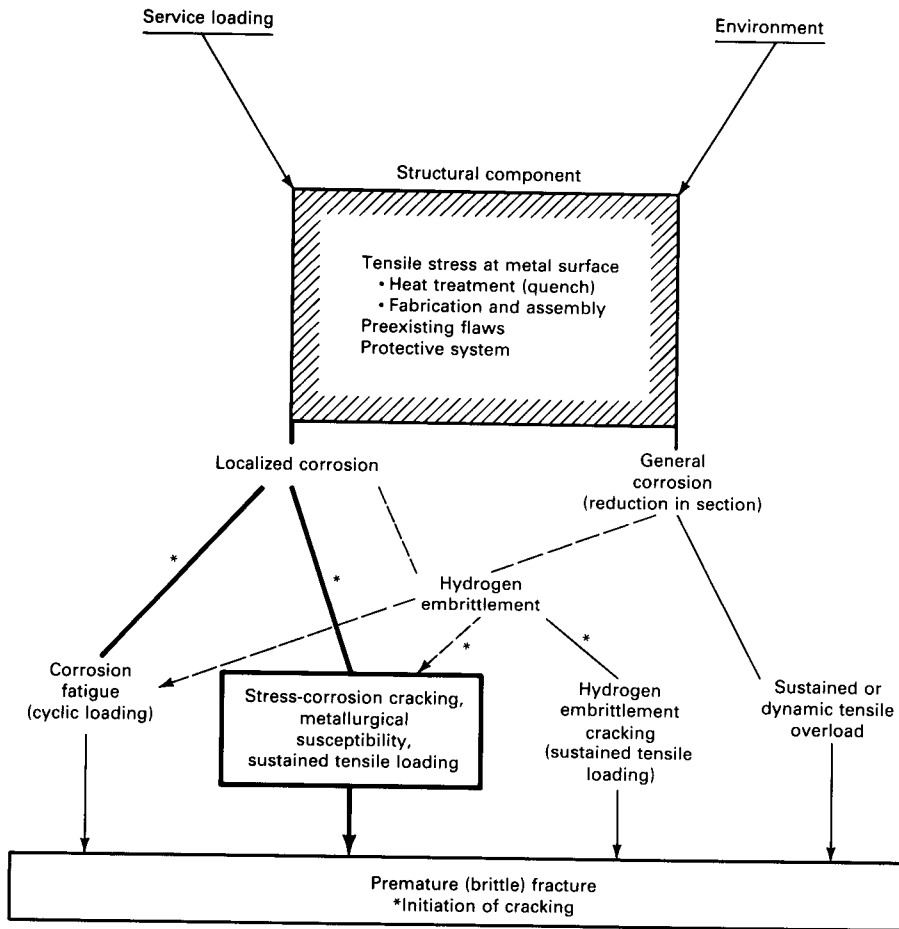 Service loading
Environment
Structural component
Tensile stress at metal surface
• Heat treatment (quench)
• Fabrication and assembly
Preexisting flaws
Protective system
Localized corrosion
General
corrosion
(reduction in section)
*
*
Hydrogen
embrittlement
*
*
Corrosion
fatigue
(cyclic loading)
Stress-corrosion cracking,
metallurgical
susceptibility,
sustained tensile loading
Hydrogen
embrittlement
cracking
(sustained tensile
loading)
Sustained or
dynamic tensile
overload
Premature (brittle) fracture
*Initiation of cracking